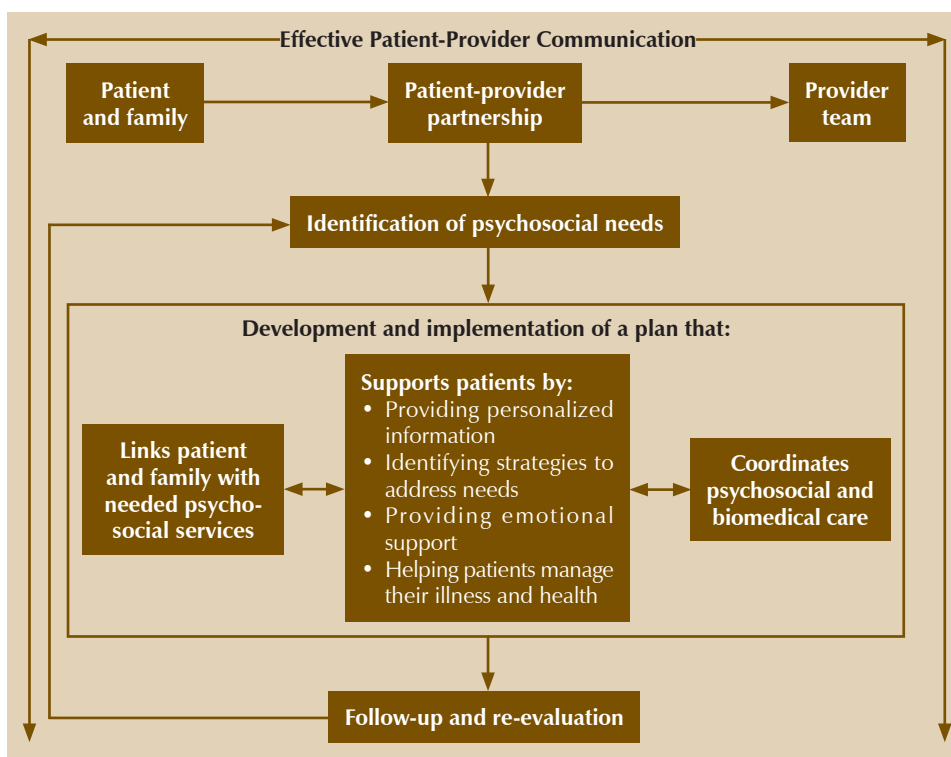 Effective Patient-Provider Communication
Patient
and family
Patient-provider
partnership
Provider
team
Identification of psychosocial needs
Development and implementation of a plan that:
Links patient
and family with
needed psycho-
social services
Supports patients by:
• Providing personalized
information
• Identifying strategies to
address needs
• Providing emotional
support
• Helping patients manage
their illness and health
Coordinates
psychosocial and
biomedical care
Follow-up and re-evaluation